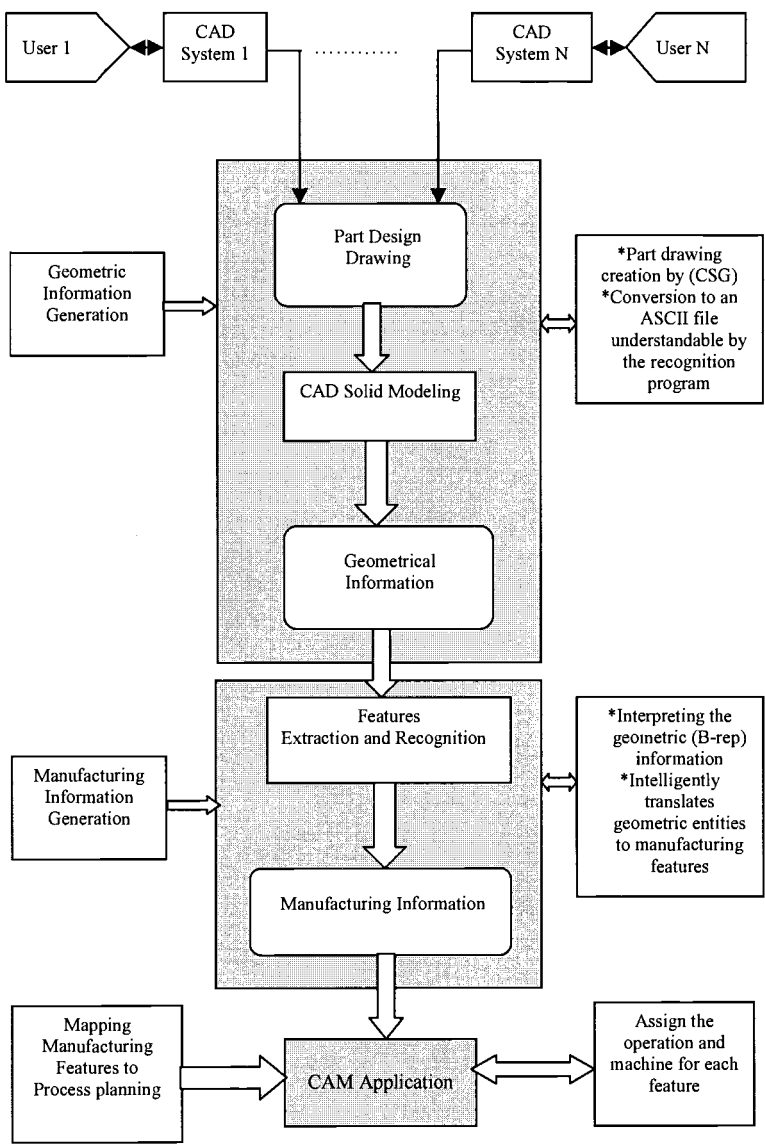 User 1
CAD
System 1
CAD
System N
User N
Part Design
Drawing
Geometric
Information
Generation
*Part drawing
creation by (CSG)
*Conversion to an
ASCII file
understandable by
the recognition
program
CAD Solid Modeling
Geometrical
Information
Features
Extraction and Recognition
Manufacturing
Information
Generation
*Interpreting the
geometric (B-rep)
information
*Intelligently
translates
geometric entities
to manufacturing
features
Manufacturing Information
Mapping
Manufacturing
Features to
Process planning
CAM Application
Assign the
operation and
machine for each
feature